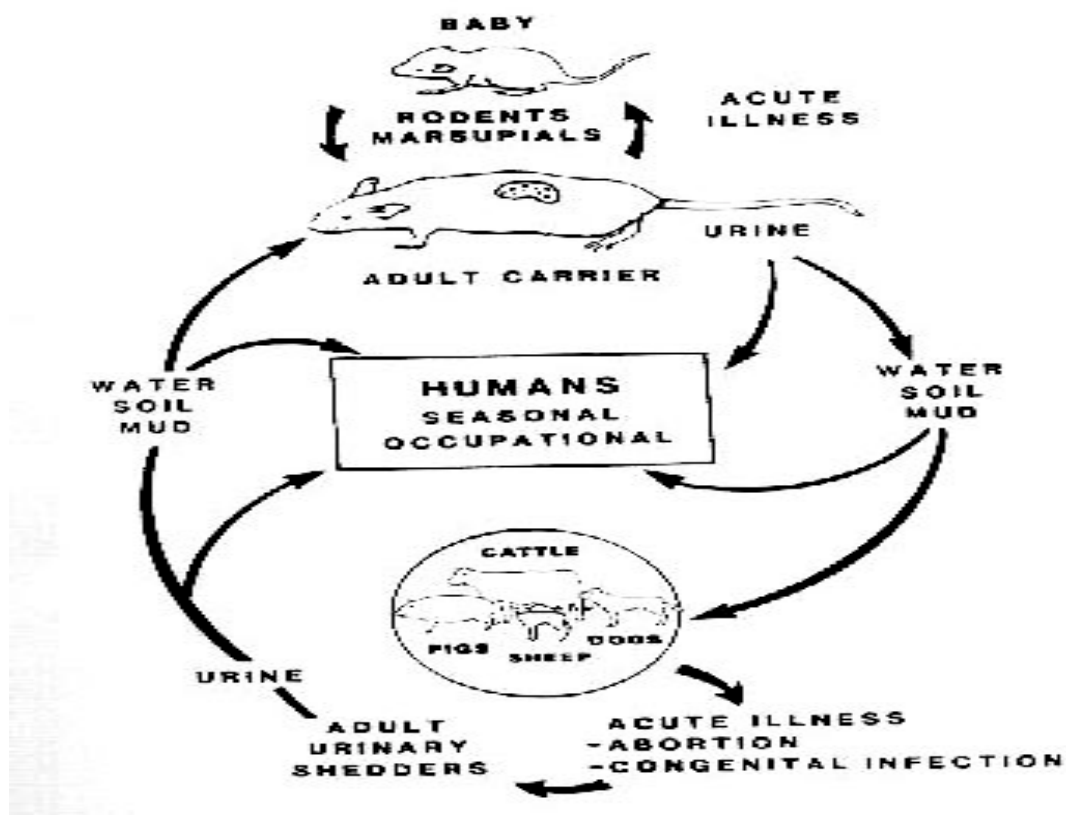 BABY
RODENTS
MARSUPIALS
ACUTE
ILLNESS
URINE
ADULT CARRIER
WATER
SOIL
MUD
HUMANS
SEASONAL
OCCUPATIONAL
WATER
SOIL
MUD
CATTLE
PIGS
SHEEP
DOGS
URINE
ADULT
URINARY
SHEDDERS
ACUTE ILLNESS
-ABORTION
-CONGENITAL INFECTION